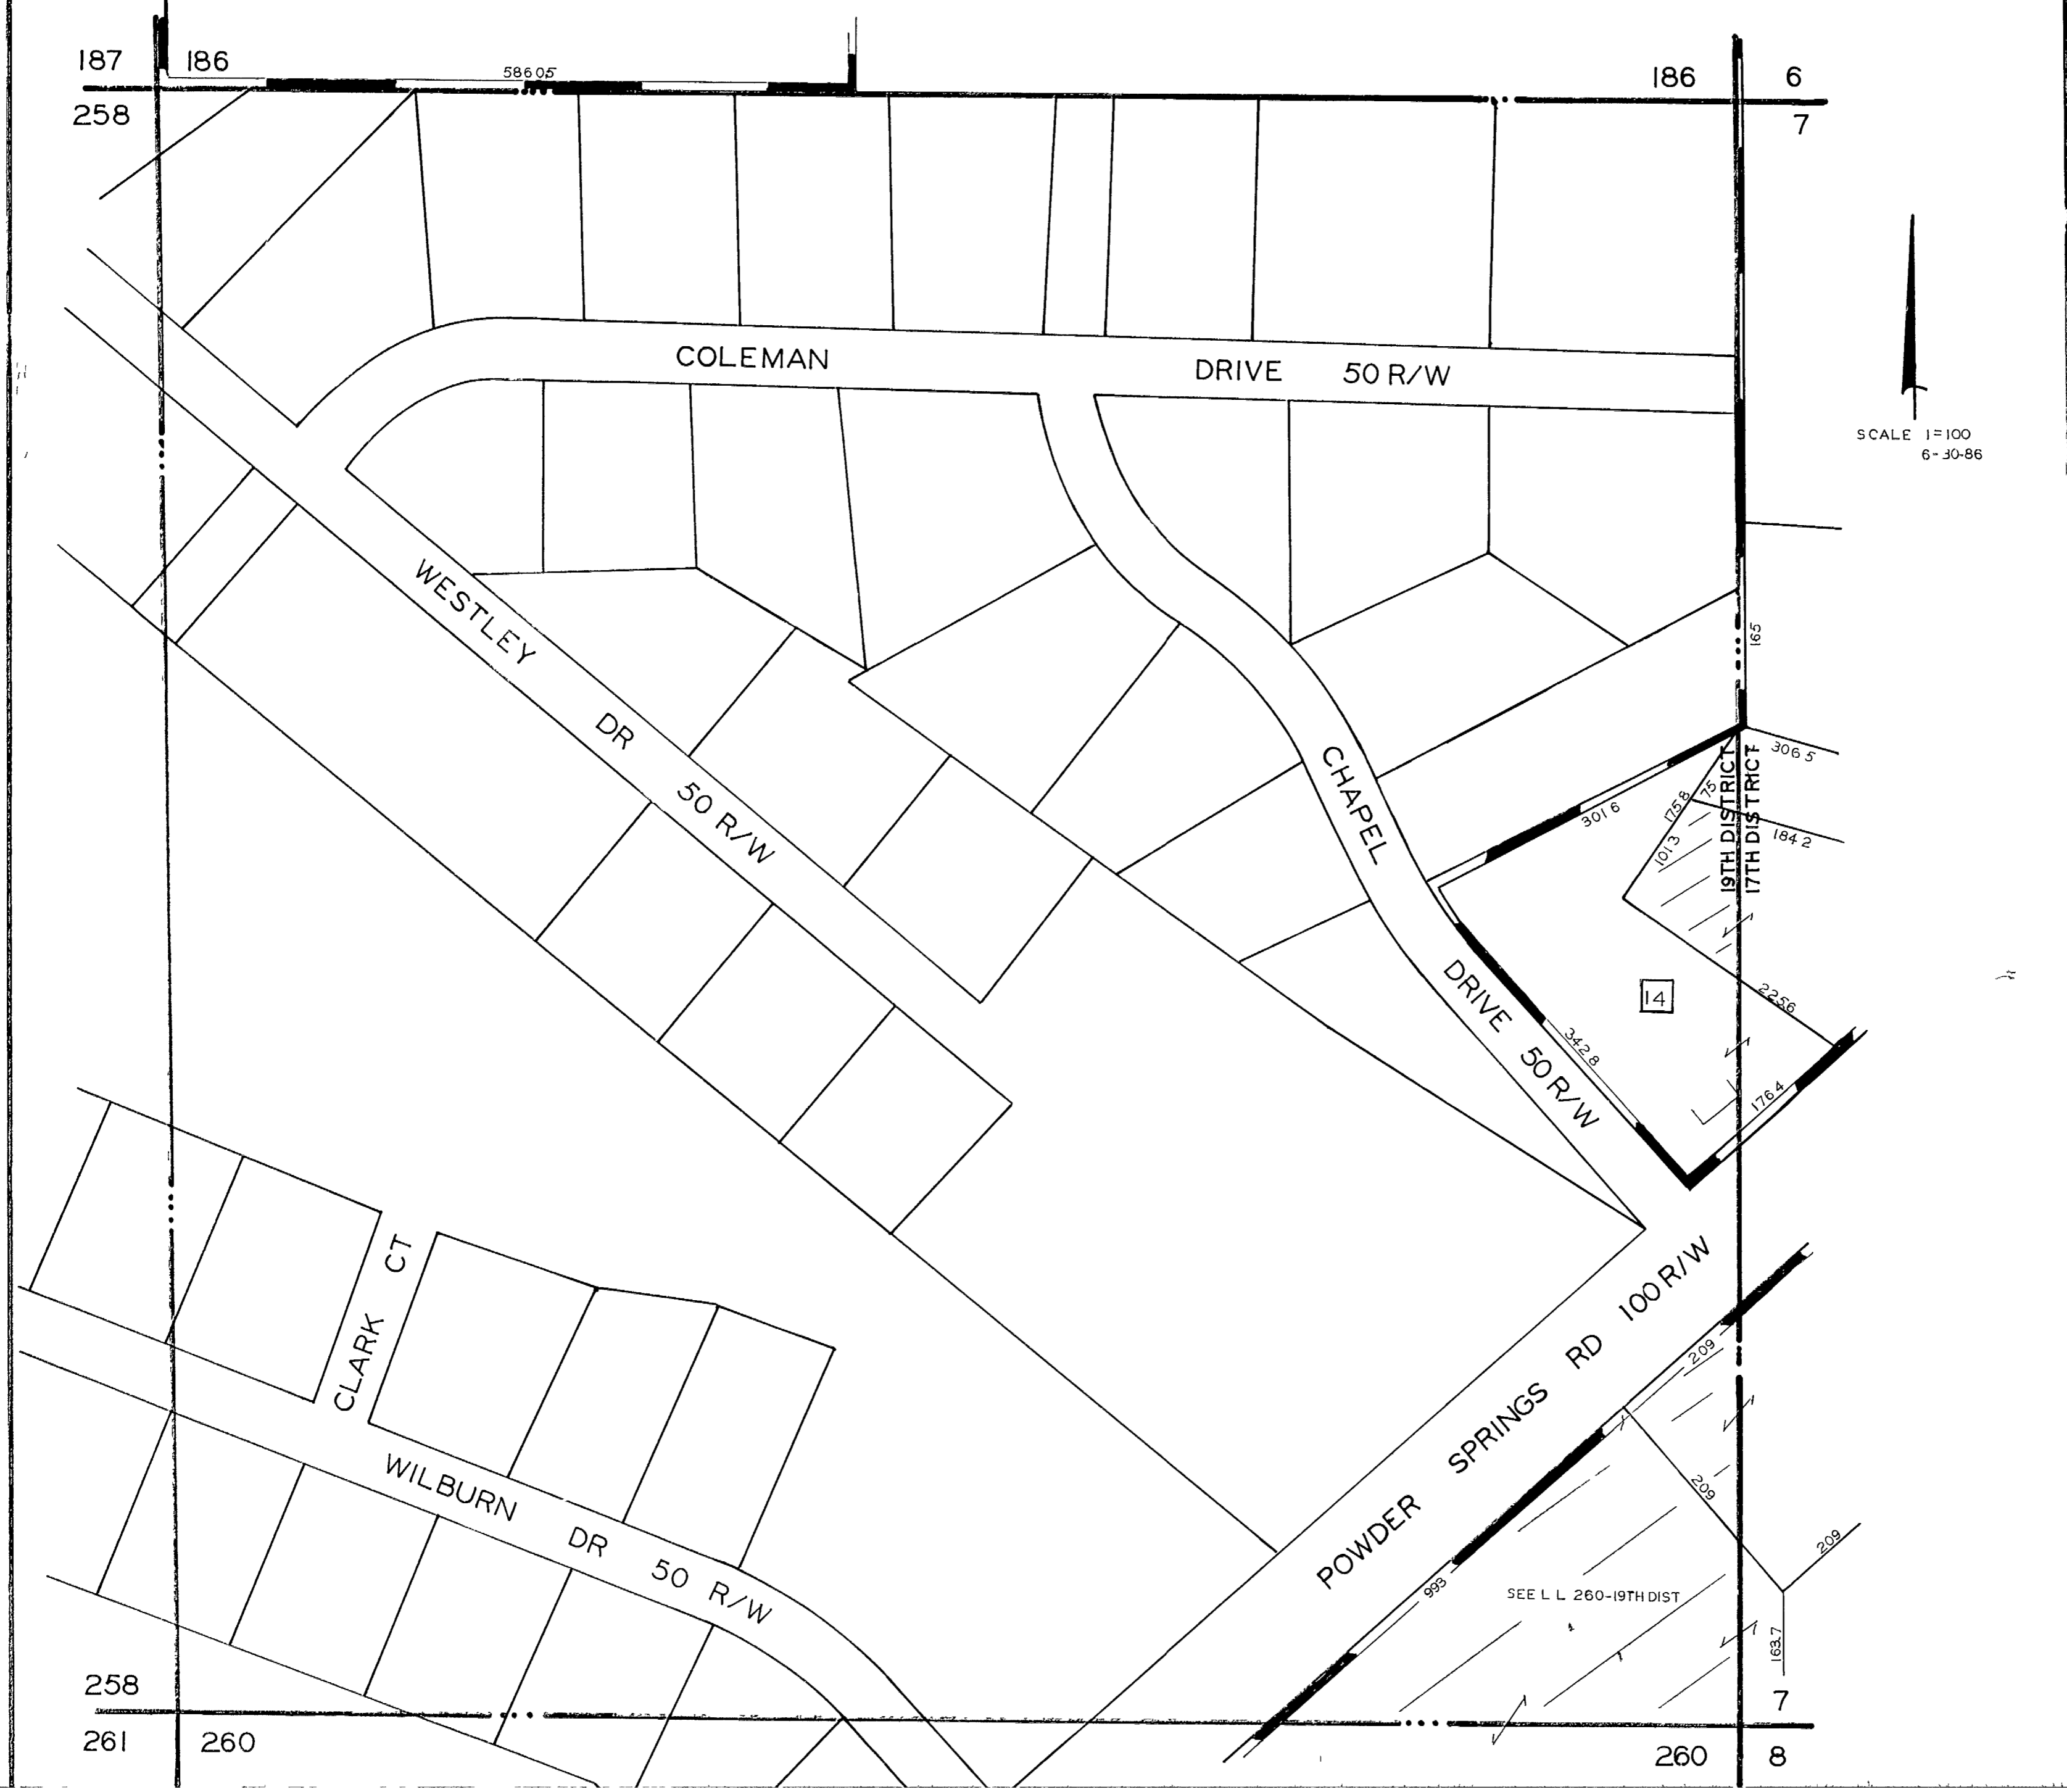 187 186
58605
186 6
258
7
COLEMAN DRIVE 50 R/W
SCALE 1=100
6-30-86
WESTLEY DR 50 R/W
165
306 5
19TH DISTRICT
17TH DISTRICT
75
175 8
101 3
184 2
301 6
CHAPEL DRIVE 50 R/W
14
225 6
342 8
176 4
CLARK CT
POWDER SPRINGS RD 100 R/W
209
209
209
WILBURN DR 50 R/W
993
SEE L L 260-19TH DIST
163.7
258
7
261 260
260 8